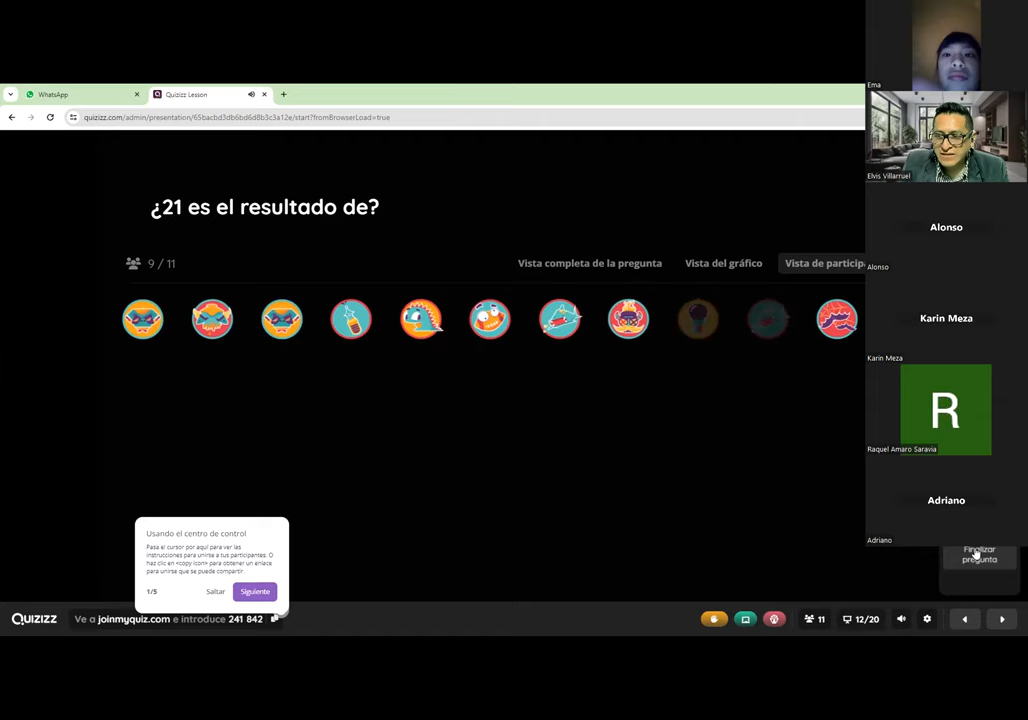 WhatsApp
Quizizz Lesson
quizizz.com/admin/presentation/65bacbd3db6bd6d8b3c3a12e/start?fromBrowserLoad=true
¿21 es el resultado de?
9 / 11
Vista completa de la pregunta
Vista del gráfico
Vista de particip
Usando el centro de control
Pasa el cursor por aquí para ver las
instrucciones para unirse a tus participantes. O
haz clic en <copy icon> para obtener un enlace
para unirse que se puede compartir.
1/5
Saltar
Siguiente
QUIZIZZ
Ve a joinmyquiz.com e introduce 241 842
11
12/20
Finalizar
pregunta
Ema
Elvis Villarruel
Alonso
Alonso
Karin Meza
Karin Meza
R
Raquel Amaro Saravia
Adriano
Adriano